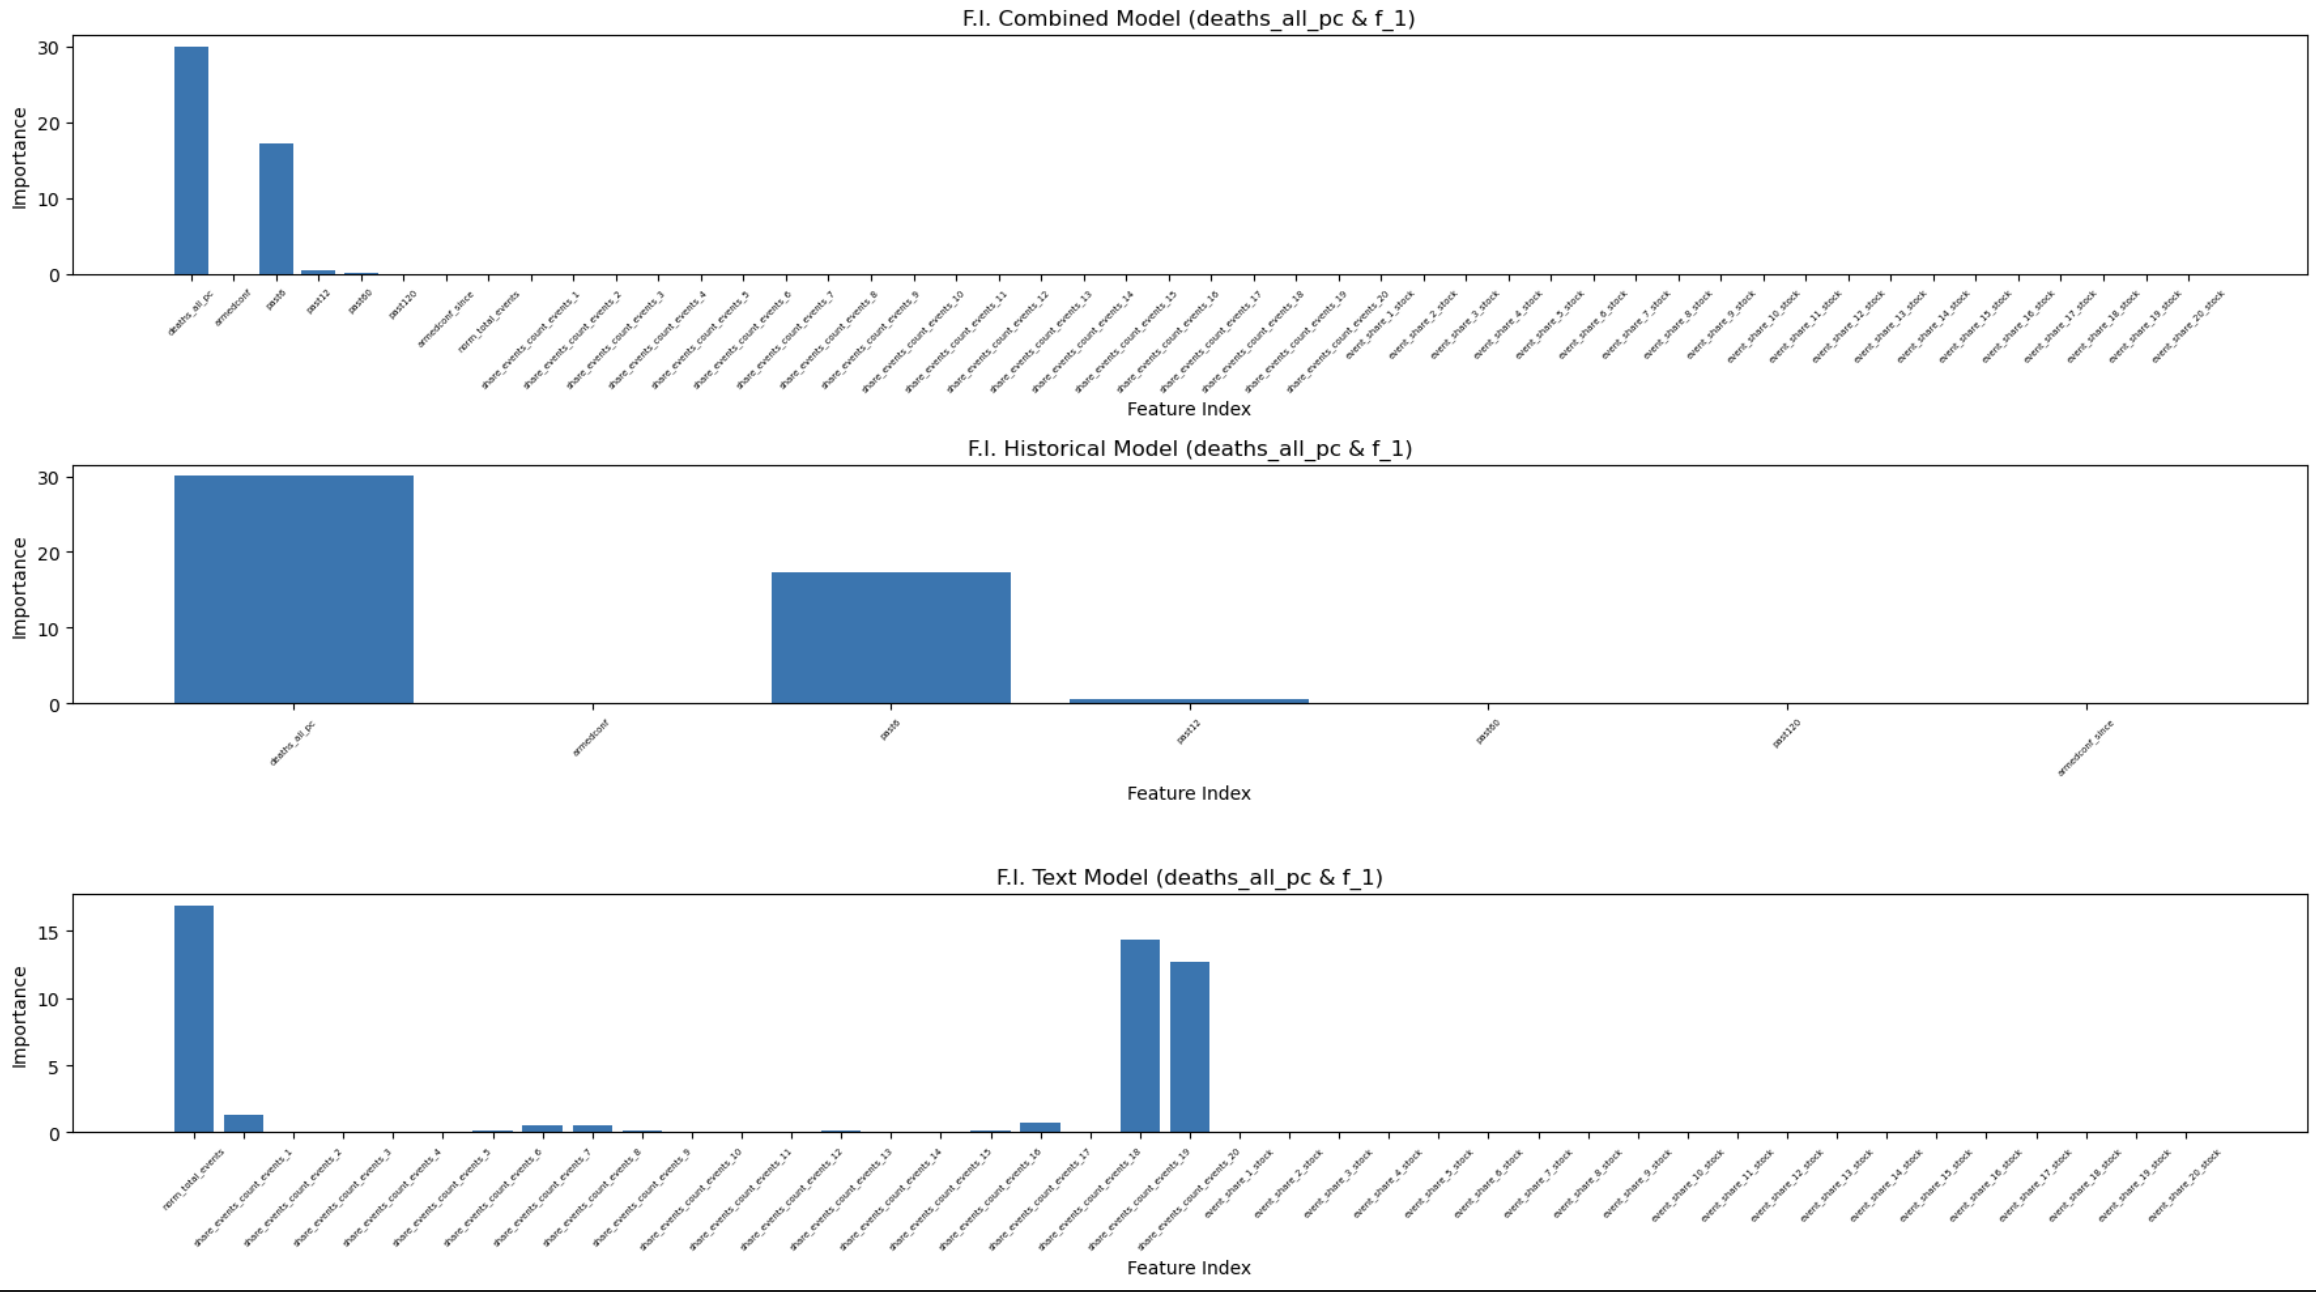 F.I. Combined Model (deaths_all_pc & f_1)
30
20
10
0
Importance
deaths_all_pc
armedconf
past6
past12
past60
past120
armedconf_since
norm_total_events
share_events_count_events_1
share_events_count_events_2
share_events_count_events_3
share_events_count_events_4
share_events_count_events_5
share_events_count_events_6
share_events_count_events_7
share_events_count_events_8
share_events_count_events_9
share_events_count_events_10
share_events_count_events_11
share_events_count_events_12
share_events_count_events_13
share_events_count_events_14
share_events_count_events_15
share_events_count_events_16
share_events_count_events_17
share_events_count_events_18
share_events_count_events_19
share_events_count_events_20
event_share_1_stock
event_share_2_stock
event_share_3_stock
event_share_4_stock
event_share_5_stock
event_share_6_stock
event_share_7_stock
event_share_8_stock
event_share_9_stock
event_share_10_stock
event_share_11_stock
event_share_12_stock
event_share_13_stock
event_share_14_stock
event_share_15_stock
event_share_16_stock
event_share_17_stock
event_share_18_stock
event_share_19_stock
event_share_20_stock
Feature Index
F.I. Historical Model (deaths_all_pc & f_1)
30
20
10
0
Importance
deaths_all_pc
armedconf
past6
past12
past60
past120
armedconf_since
Feature Index
F.I. Text Model (deaths_all_pc & f_1)
15
10
5
0
Importance
norm_total_events
share_events_count_events_1
share_events_count_events_2
share_events_count_events_3
share_events_count_events_4
share_events_count_events_5
share_events_count_events_6
share_events_count_events_7
share_events_count_events_8
share_events_count_events_9
share_events_count_events_10
share_events_count_events_11
share_events_count_events_12
share_events_count_events_13
share_events_count_events_14
share_events_count_events_15
share_events_count_events_16
share_events_count_events_17
share_events_count_events_18
share_events_count_events_19
share_events_count_events_20
event_share_1_stock
event_share_2_stock
event_share_3_stock
event_share_4_stock
event_share_5_stock
event_share_6_stock
event_share_7_stock
event_share_8_stock
event_share_9_stock
event_share_10_stock
event_share_11_stock
event_share_12_stock
event_share_13_stock
event_share_14_stock
event_share_15_stock
event_share_16_stock
event_share_17_stock
event_share_18_stock
event_share_19_stock
event_share_20_stock
Feature Index